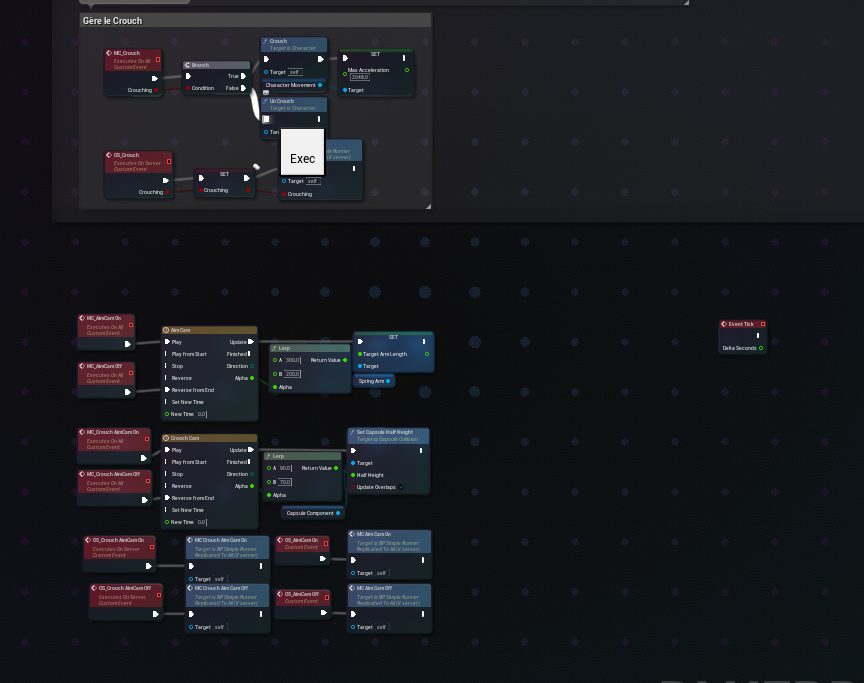 Gère le Crouch
MC_Crouch
Executes On All
Custom Event
Crouching
Branch
True
Condition
False
Crouch
Target is Character
Target
self
Character Movement
SET
Max Acceleration
2048.0
Target
Un Crouch
Target is Character
Exec
OS_Crouch
Executes On Server
Custom Event
Crouching
SET
Crouching
Target
self
Crouching
MC_AimCam On
Executes On All
Custom Event
MC_AimCam Off
Executes On All
Custom Event
AimCam
Play
Update
Play from Start
Finished
Stop
Direction
Reverse
Alpha
Reverse from End
Set New Time
New Time
0.0
Lerp
A
300.0
Return Value
B
200.0
Alpha
SET
Target Arm Length
Target
Spring Arm
Event Tick
Delta Seconds
MC_Crouch AimCam On
Executes On All
Custom Event
MC_Crouch AimCam Off
Executes On All
Custom Event
Crouch Cam
Play
Update
Play from Start
Finished
Stop
Direction
Reverse
Alpha
Reverse from End
Set New Time
New Time
0.0
Lerp
A
90.0
Return Value
B
70.0
Alpha
Capsule Component
Set Capsule Half Height
Target is Capsule Collision
Target
Half Height
Update Overlaps
OS_Crouch AimCam On
Executes On Server
Custom Event
MC Crouch AimCam On
Target is BP Simple Runner
Replicated To All (if server)
Target
self
OS_AimCam On
Custom Event
MC AimCam On
Target is BP Simple Runner
Replicated To All (if server)
Target
self
OS_Crouch AimCam Off
Executes On Server
Custom Event
MC Crouch AimCam Off
Target is BP Simple Runner
Replicated To All (if server)
Target
self
OS_AimCam Off
Custom Event
MC AimCam Off
Target is BP Simple Runner
Replicated To All (if server)
Target
self